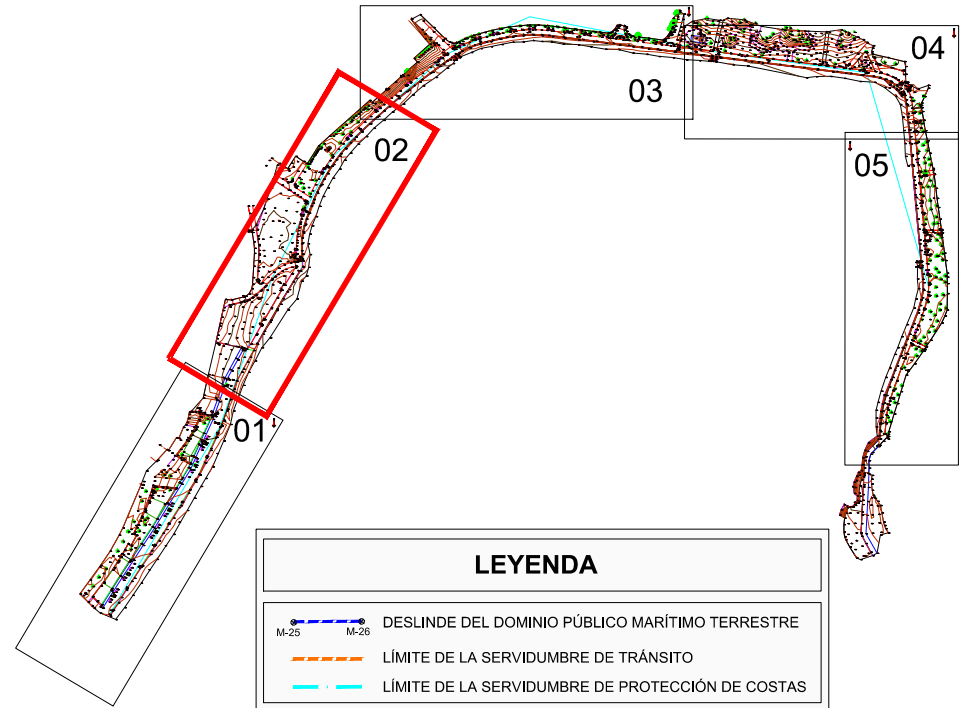 04
03
02
05
01
LEYENDA
M-25 M-26 DESLINDE DEL DOMINIO PÚBLICO MARÍTIMO TERRESTRE
LÍMITE DE LA SERVIDUMBRE DE TRÁNSITO
LÍMITE DE LA SERVIDUMBRE DE PROTECCIÓN DE COSTAS